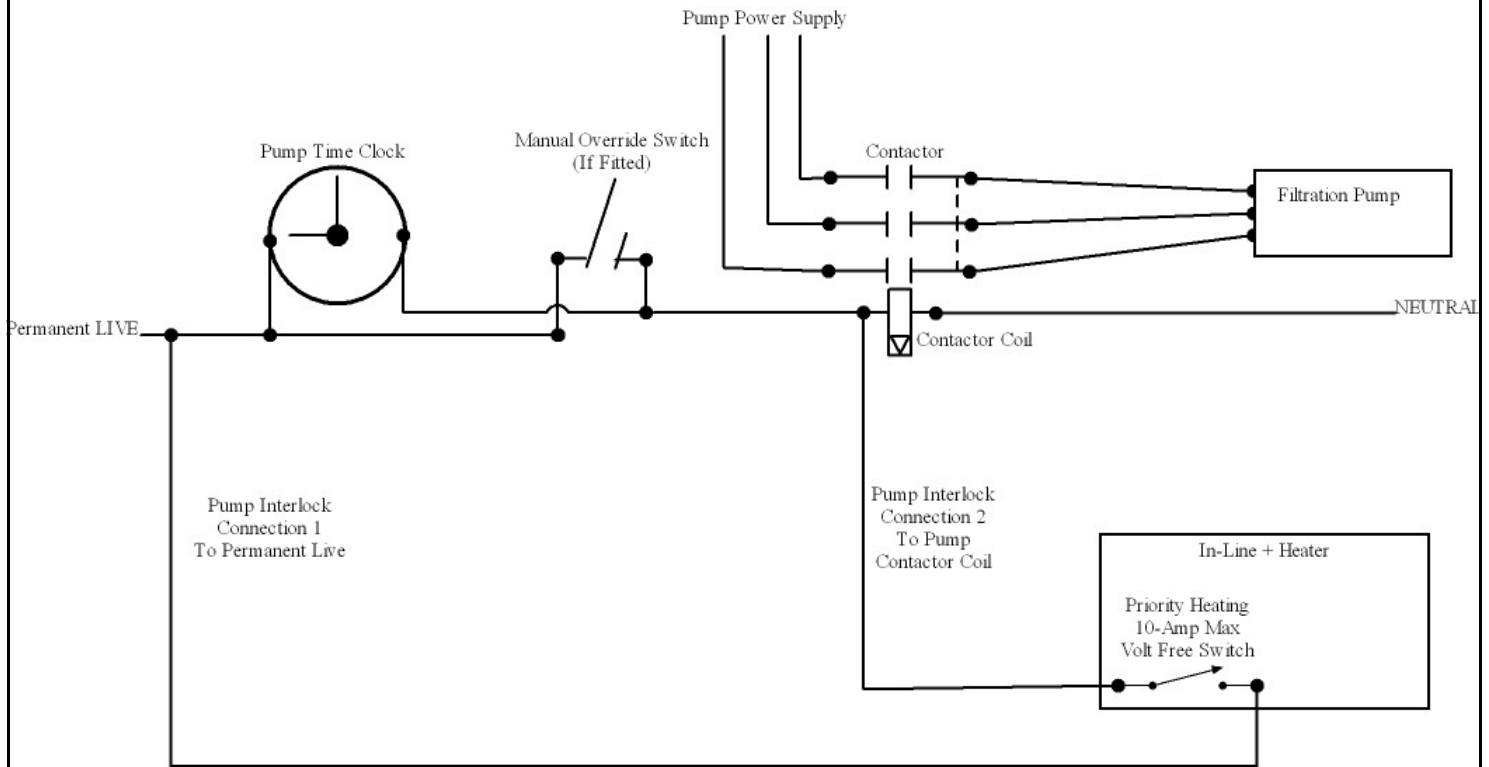 Pump Power Supply
Pump Time Clock
Manual Override Switch
(If Fitted)
Contactor
Filtration Pump
Permanent LIVE
NEUTRAL
Contactor Coil
Pump Interlock
Connection 1
To Permanent Live
Pump Interlock
Connection 2
To Pump
Contactor Coil
In-Line + Heater
Priority Heating
10-Amp Max
Volt Free Switch